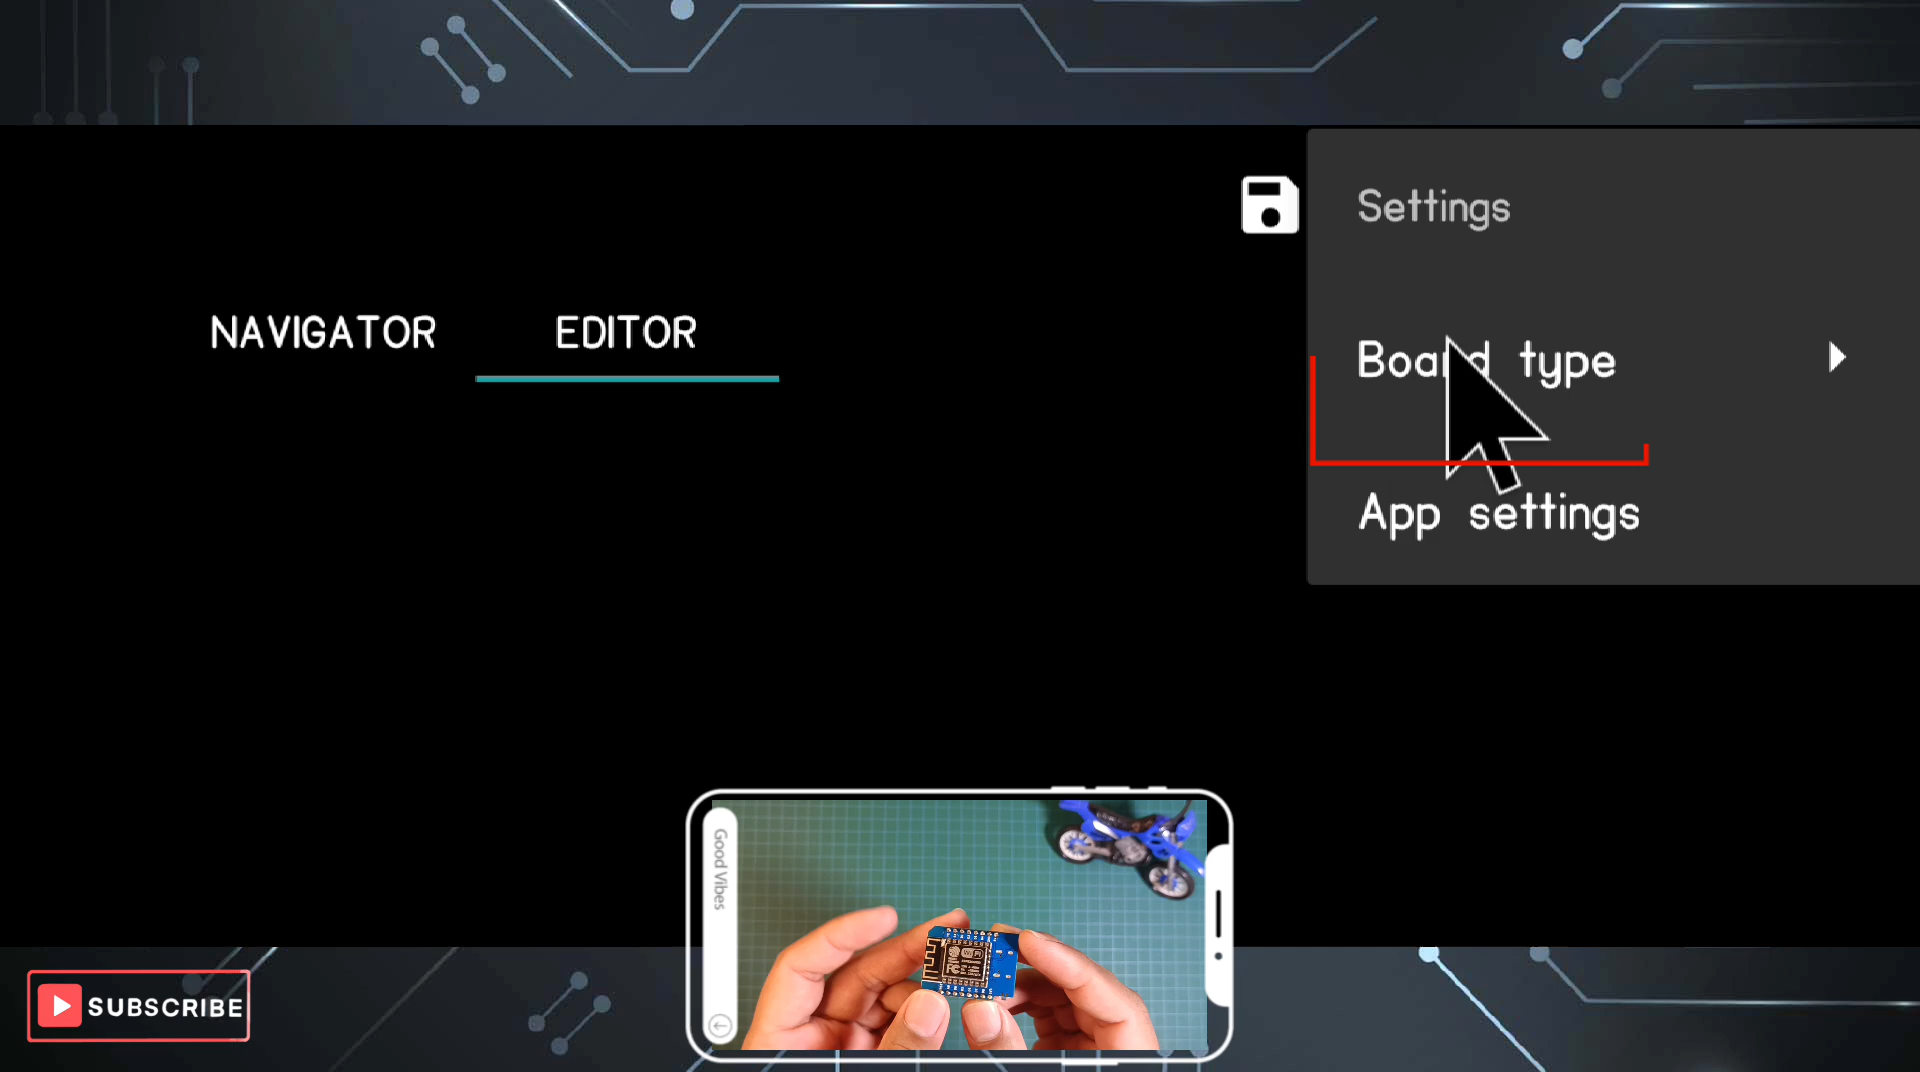 Settings
NAVIGATOR
EDITOR
Board type
App settings
Good Vibes
SUBSCRIBE